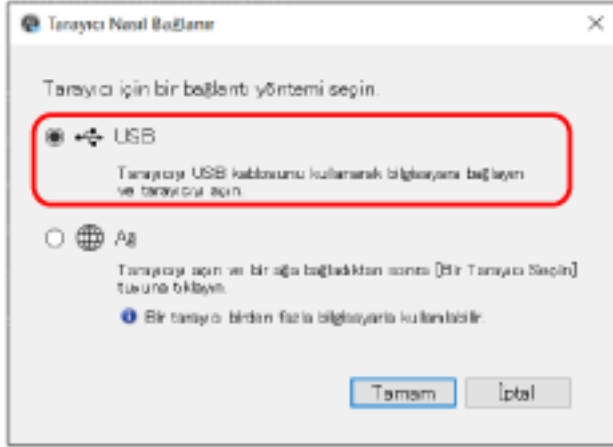 Tarayıcı Nasıl Bağlanır
Tarayıcı için bir bağlantı yöntemi seçin.
USB
Tarayıcıyı USB kablosunu kullanarak bilgisayara bağlayın
ve tarayıcıyı açın.
Ağ
Tarayıcıyı açın ve bir ağa bağladıktan sonra [Bir Tarayıcı Seçin]
tuşuna tıklayın.
Bir tarayıcı birden fazla bilgisayarla kullanılabilir.
Tamam
İptal